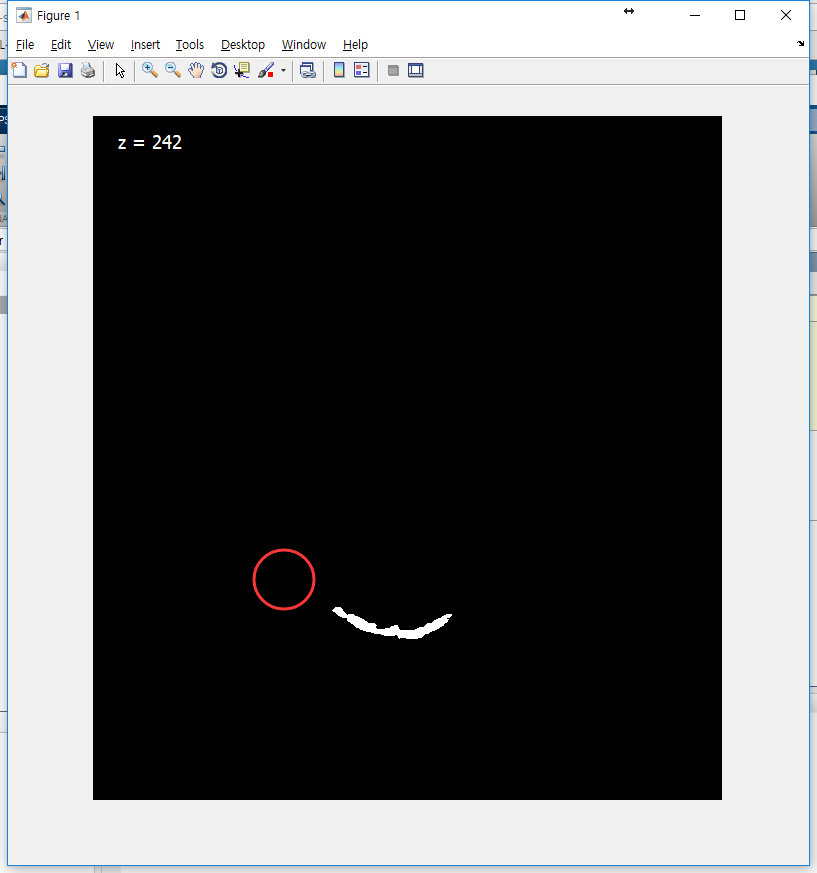 Figure 1
File Edit View Insert Tools Desktop Window Help
z = 242